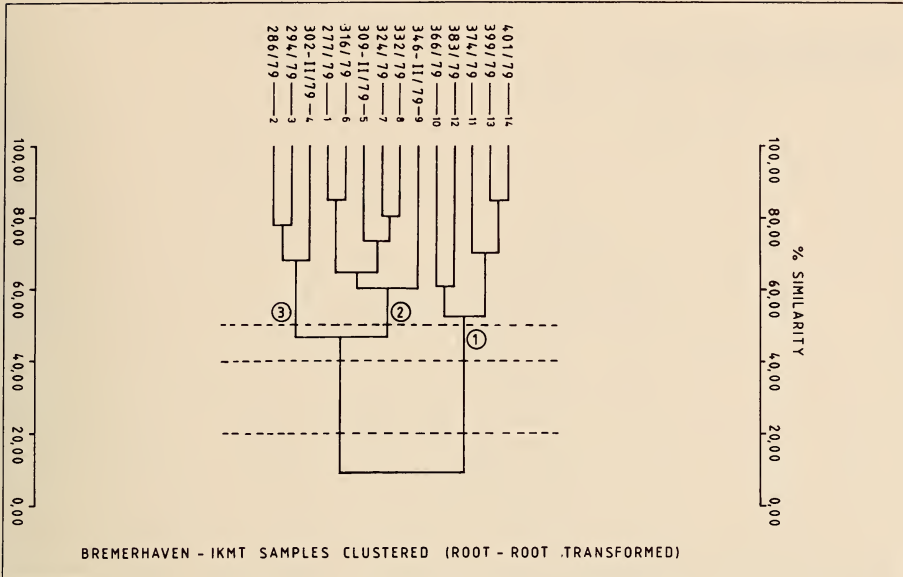 286/79 — 2
294/79 — 3
302-II/79 - 4
277/79 — 1
316/79 — 6
309-II/79 - 5
324/79 — 7
332/79 — 8
346-II/79 - 9
366/79 — 10
383/79 — 12
374/79 — 11
399/79 — 13
401/79 — 14
100,00
80,00
60,00
40,00
20,00
0,00
100,00
80,00
60,00
40,00
20,00
0,00
% SIMILARITY
3
2
1
BREMERHAVEN - IKMT SAMPLES CLUSTERED (ROOT - ROOT TRANSFORMED)